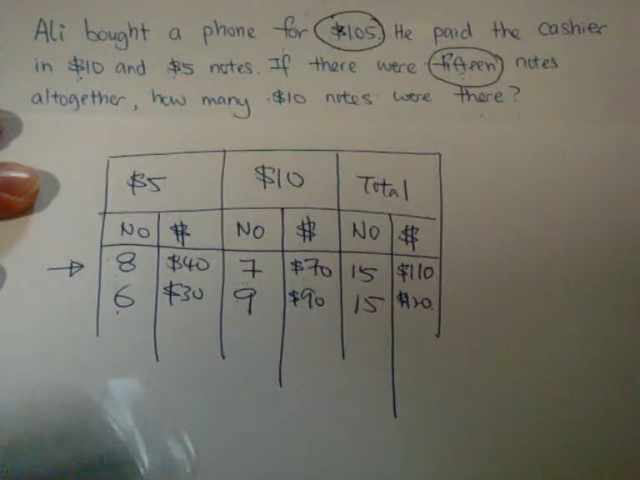 Ali bought a phone for $105. He paid the cashier
in $10 and $5 notes. If there were fifteen notes
altogether, how many $10 notes were there?
$5 $10 Total
NO $ NO $ NO $
8 $40 7 $70 15 $110
6 $30 9 $90 15